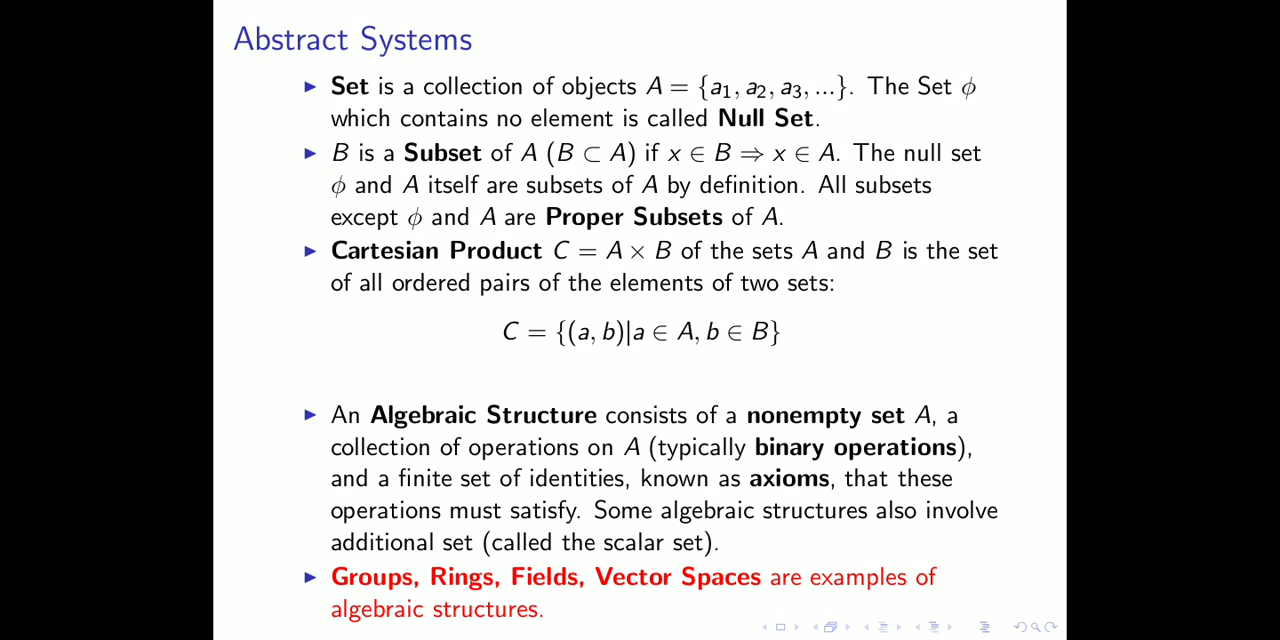 Abstract Systems
▶ Set is a collection of objects A = {a₁, a₂, a₃, ...}. The Set ϕ
which contains no element is called Null Set.
▶ B is a Subset of A (B ⊂ A) if x ∈ B ⇒ x ∈ A. The null set
ϕ and A itself are subsets of A by definition. All subsets
except ϕ and A are Proper Subsets of A.
▶ Cartesian Product C = A × B of the sets A and B is the set
of all ordered pairs of the elements of two sets:
C = {(a, b)|a ∈ A, b ∈ B}
▶ An Algebraic Structure consists of a nonempty set A, a
collection of operations on A (typically binary operations),
and a finite set of identities, known as axioms, that these
operations must satisfy. Some algebraic structures also involve
additional set (called the scalar set).
▶ Groups, Rings, Fields, Vector Spaces are examples of
algebraic structures.